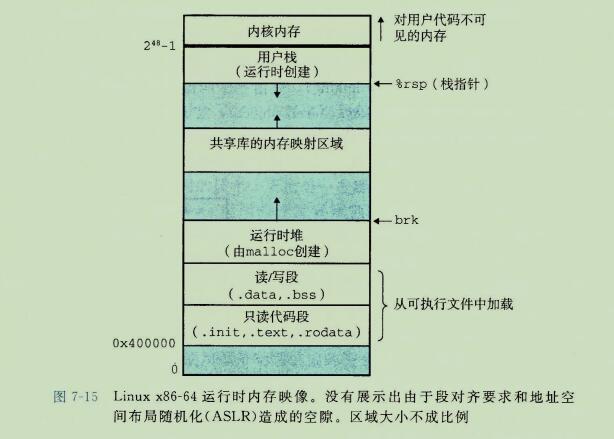 内核内存
对用户代码不可
见的内存
2⁴⁸-1
用户栈
(运行时创建)
%rsp (栈指针)
共享库的内存映射区域
brk
运行时堆
(由malloc创建)
读/写段
(.data,.bss)
从可执行文件中加载
只读代码段
(.init,.text,.rodata)
0x400000
0
图 7-15 Linux x86-64 运行时内存映像。没有展示出由于段对齐要求和地址空
间布局随机化(ASLR)造成的空隙。区域大小不成比例